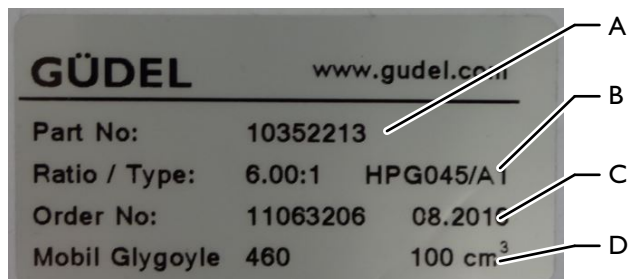 A
GÜDEL www.gudel.com
B
Part No: 10352213
Ratio / Type: 6.00:1 HPG045/A1
C
Order No: 11063206
Mobil Glygoyle 460 100 cm³
D